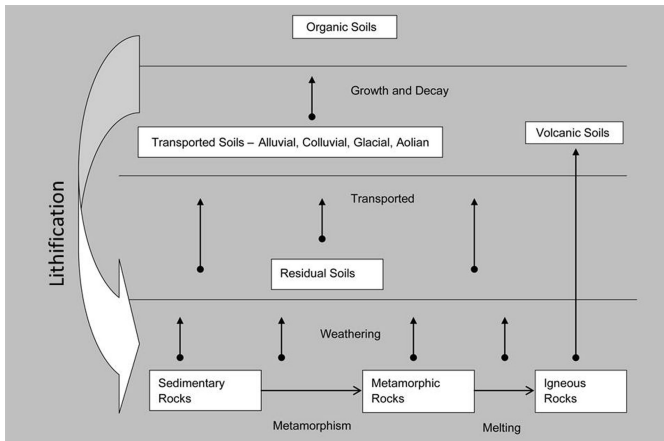 Organic Soils
Growth and Decay
Transported Soils – Alluvial, Colluvial, Glacial, Aolian
Volcanic Soils
Transported
Lithification
Residual Soils
Weathering
Sedimentary
Rocks
Metamorphic
Rocks
Igneous
Rocks
Metamorphism
Melting